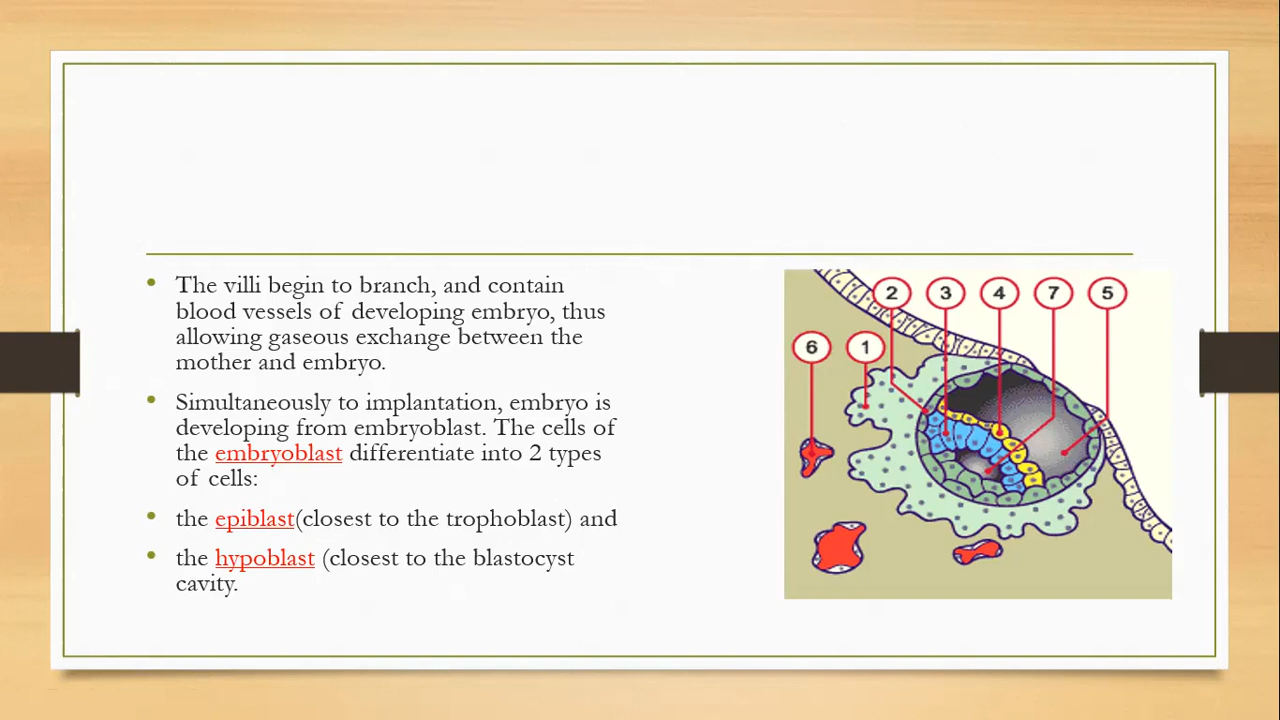 The villi begin to branch, and contain
blood vessels of developing embryo, thus
allowing gaseous exchange between the
mother and embryo.
Simultaneously to implantation, embryo is
developing from embryoblast. The cells of
the embryoblast differentiate into 2 types
of cells:
the epiblast(closest to the trophoblast) and
the hypoblast (closest to the blastocyst
cavity.
2 3 4 7 5
6 1